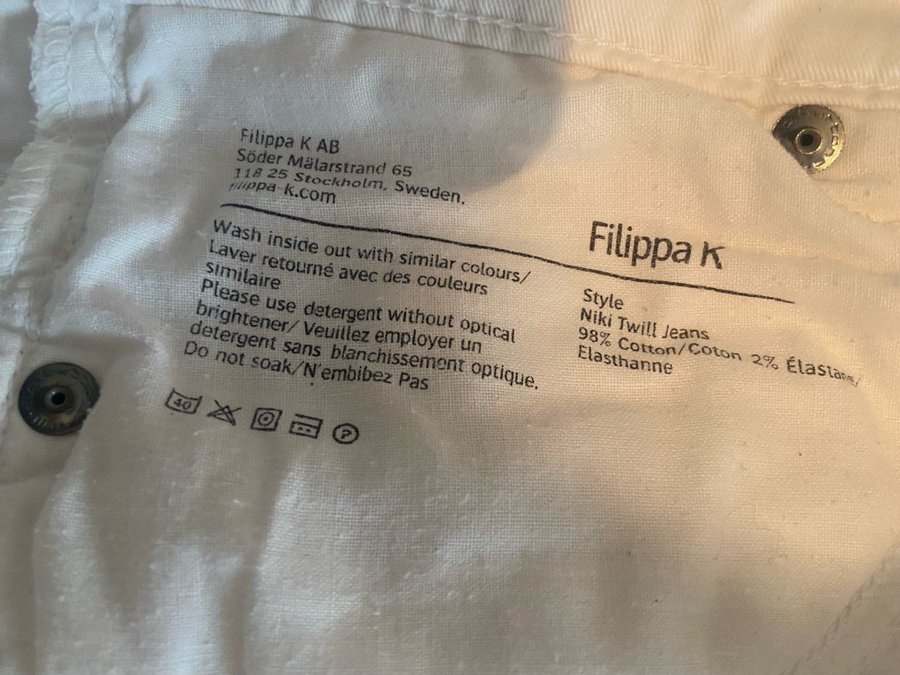 Filippa K AB
Söder Mälarstrand 65
118 25 Stockholm, Sweden.
filippa-k.com
Wash inside out with similar colours/
Laver retourné avec des couleurs
similaire
Please use detergent without optical
brightener/ Veuillez employer un
detergent sans blanchissement optique.
Do not soak/N'embibez Pas
40
P
Filippa K
Style
Niki Twill Jeans
98% Cotton/Coton 2% Élastane/
Elasthanne